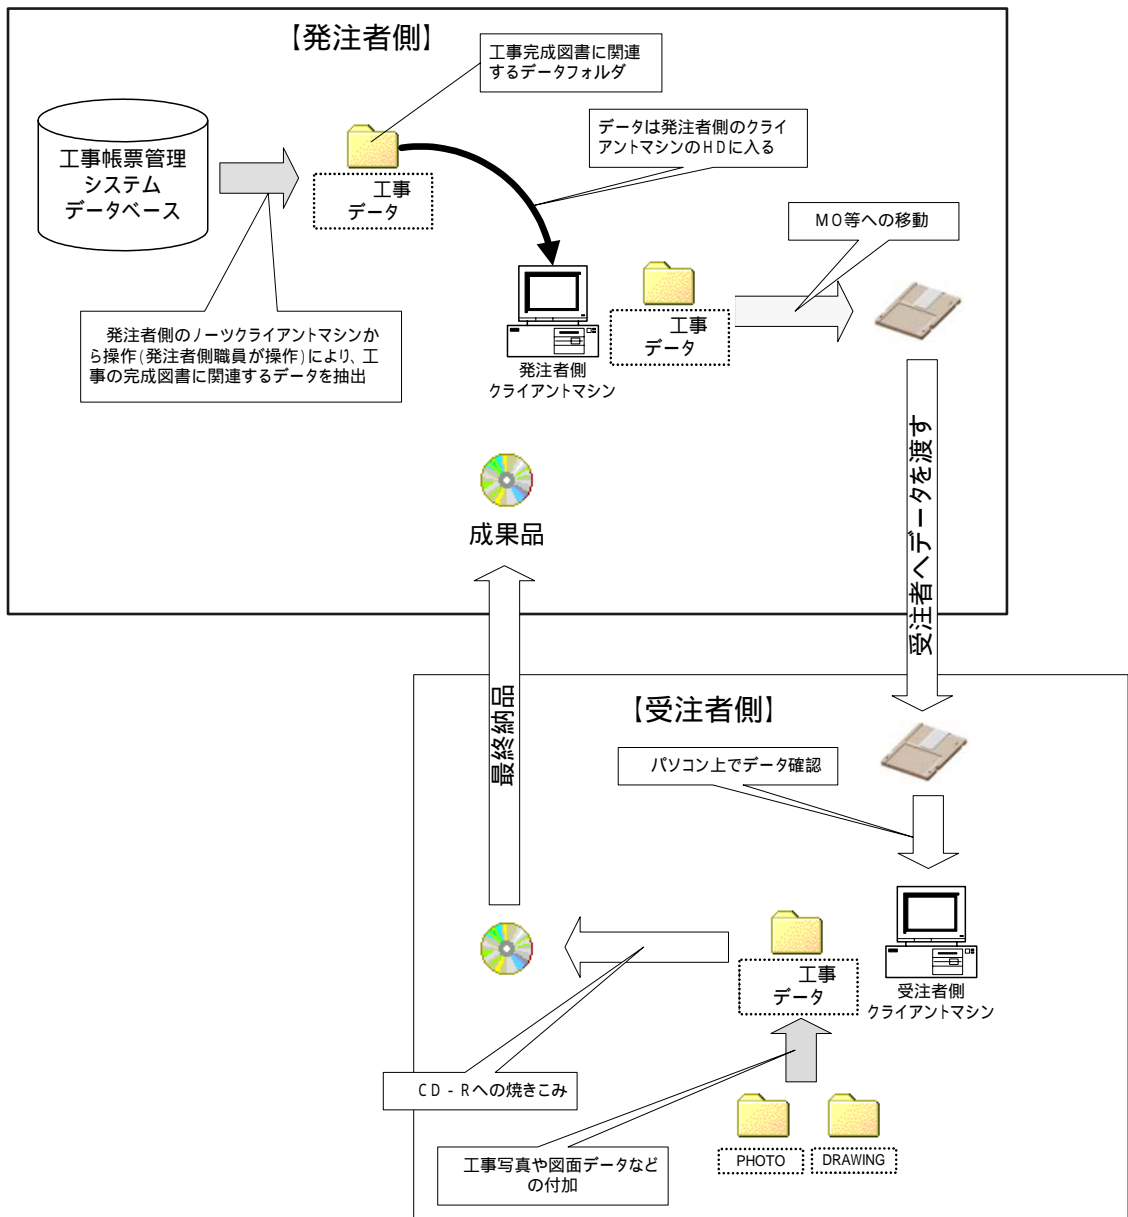 【発注者側】
工事完成図書に関連
するデータフォルダ
工事帳票管理
システム
データベース
工事
データ
データは発注者側のクライ
アントマシンのHDに入る
MO等への移動
発注者側のノーツクライアントマシンか
ら操作(発注者側職員が操作)により、工
事の完成図書に関連するデータを抽出
工事
データ
発注者側
クライアントマシン
成果品
受注者へデータを渡す
最終納品
【受注者側】
パソコン上でデータ確認
工事
データ
受注者側
クライアントマシン
CD-Rへの焼きこみ
工事写真や図面データなど
の付加
PHOTO
DRAWING